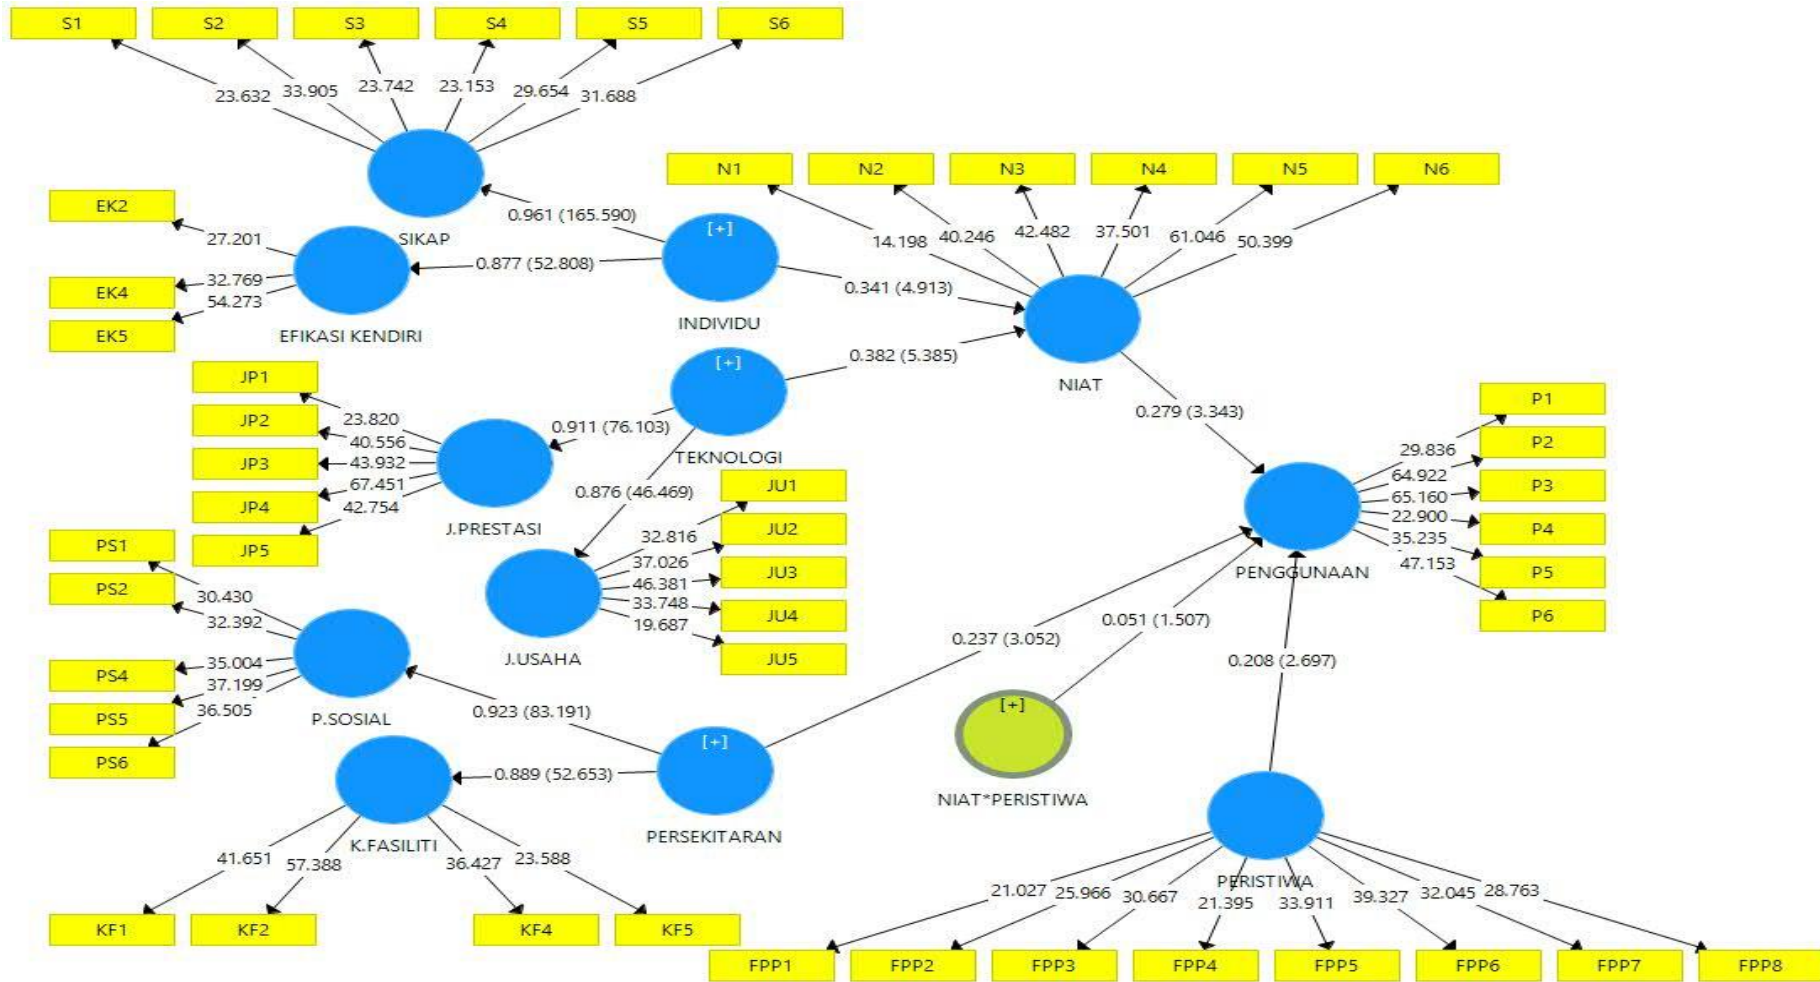 S1 S2 S3 S4 S5 S6
23.632 33.905 23.742 23.153 29.654 31.688
SIKAP
EK2
EK4
EK5
27.201
32.769
54.273
EFIKASI KENDIRI
0.961 (165.590)
0.877 (52.808)
[+]
INDIVIDU
0.341 (4.913)
N1 N2 N3 N4 N5 N6
14.198 40.246 42.482 37.501 61.046 50.399
NIAT
[+]
TEKNOLOGI
0.382 (5.385)
0.911 (76.103)
0.876 (46.469)
JP1
JP2
JP3
JP4
JP5
23.820
40.556
43.932
67.451
42.754
J.PRESTASI
JU1
JU2
JU3
JU4
JU5
32.816
37.026
46.381
33.748
19.687
J.USAHA
0.279 (3.343)
P1
P2
P3
P4
P5
P6
29.836
64.922
65.160
22.900
35.235
47.153
PENGGUNAAN
PS1
PS2
PS4
PS5
PS6
30.430
32.392
35.004
37.199
36.505
P.SOSIAL
0.923 (83.191)
0.889 (52.653)
[+]
PERSEKITARAN
0.237 (3.052)
0.051 (1.507)
0.208 (2.697)
[+]
NIAT*PERISTIWA
K.FASILITI
41.651 57.388 36.427 23.588
KF1 KF2 KF4 KF5
PERISTIWA
21.027 25.966 30.667 21.395 33.911 39.327 32.045 28.763
FPP1 FPP2 FPP3 FPP4 FPP5 FPP6 FPP7 FPP8